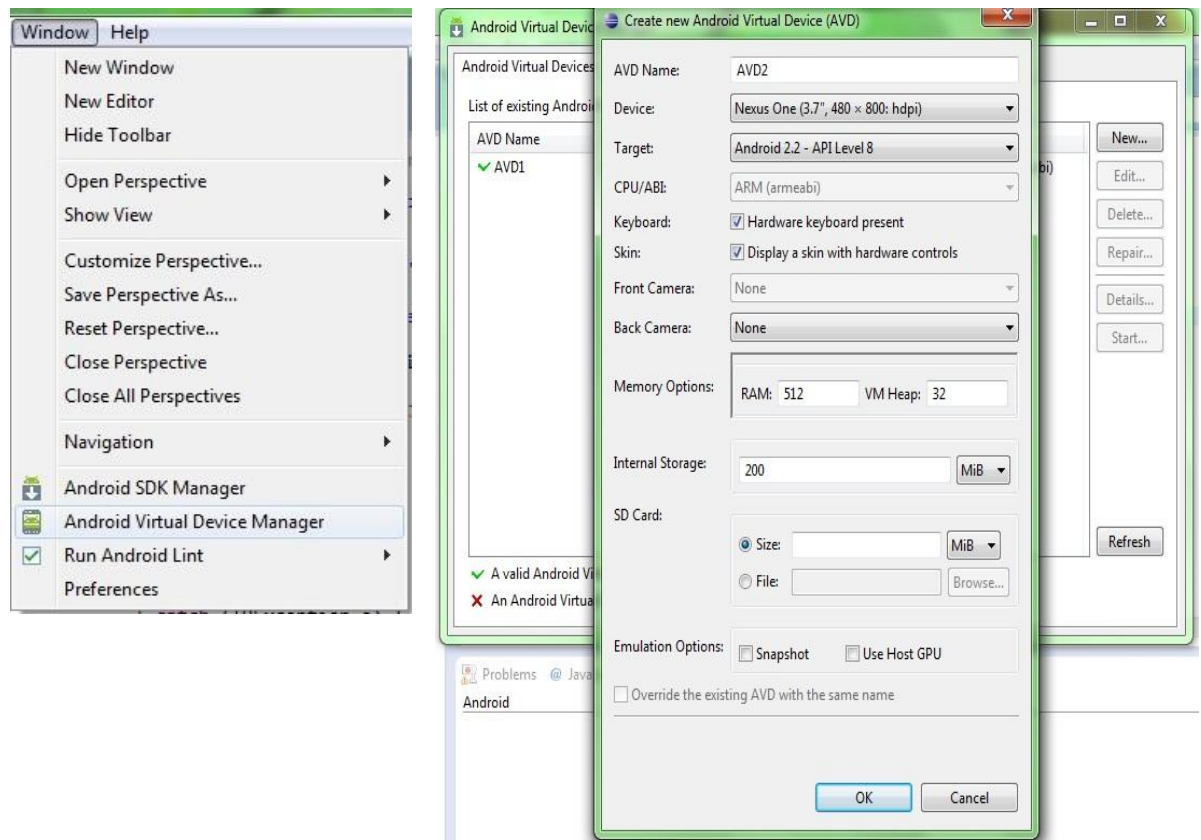 Window Help
New Window
New Editor
Hide Toolbar
Open Perspective
Show View
Customize Perspective...
Save Perspective As...
Reset Perspective...
Close Perspective
Close All Perspectives
Navigation
Android SDK Manager
Android Virtual Device Manager
Run Android Lint
Preferences
Android Virtual Devic
Android Virtual Devices
List of existing Androi
AVD Name
AVD1
bi)
New...
Edit...
Delete...
Repair...
Details...
Start...
Refresh
A valid Android Vi
An Android Virtua
Problems @ Java
Android
Create new Android Virtual Device (AVD)
AVD Name: AVD2
Device: Nexus One (3.7", 480 × 800: hdpi)
Target: Android 2.2 - API Level 8
CPU/ABI: ARM (armeabi)
Keyboard: Hardware keyboard present
Skin: Display a skin with hardware controls
Front Camera: None
Back Camera: None
Memory Options: RAM: 512 VM Heap: 32
Internal Storage: 200 MiB
SD Card:
Size: MiB
File: Browse...
Emulation Options: Snapshot Use Host GPU
Override the existing AVD with the same name
OK Cancel